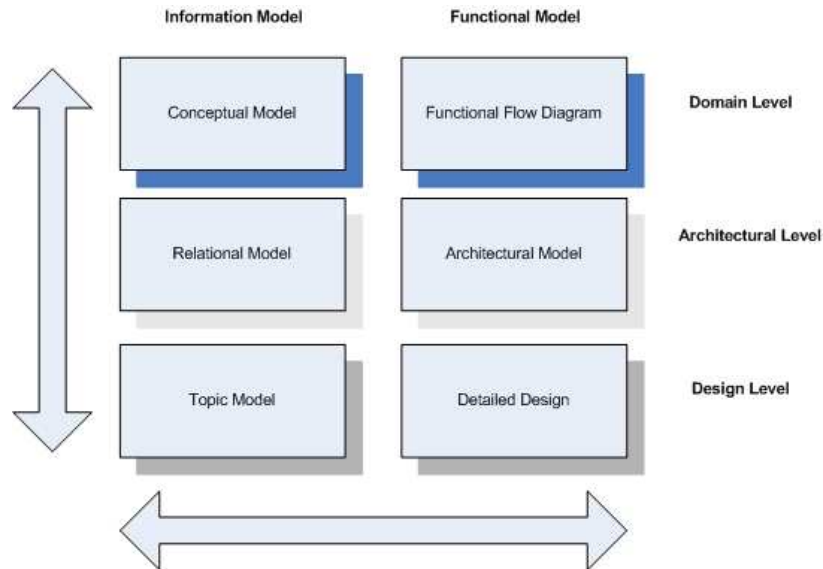 Information Model
Functional Model
Conceptual Model
Functional Flow Diagram
Domain Level
Relational Model
Architectural Model
Architectural Level
Topic Model
Detailed Design
Design Level